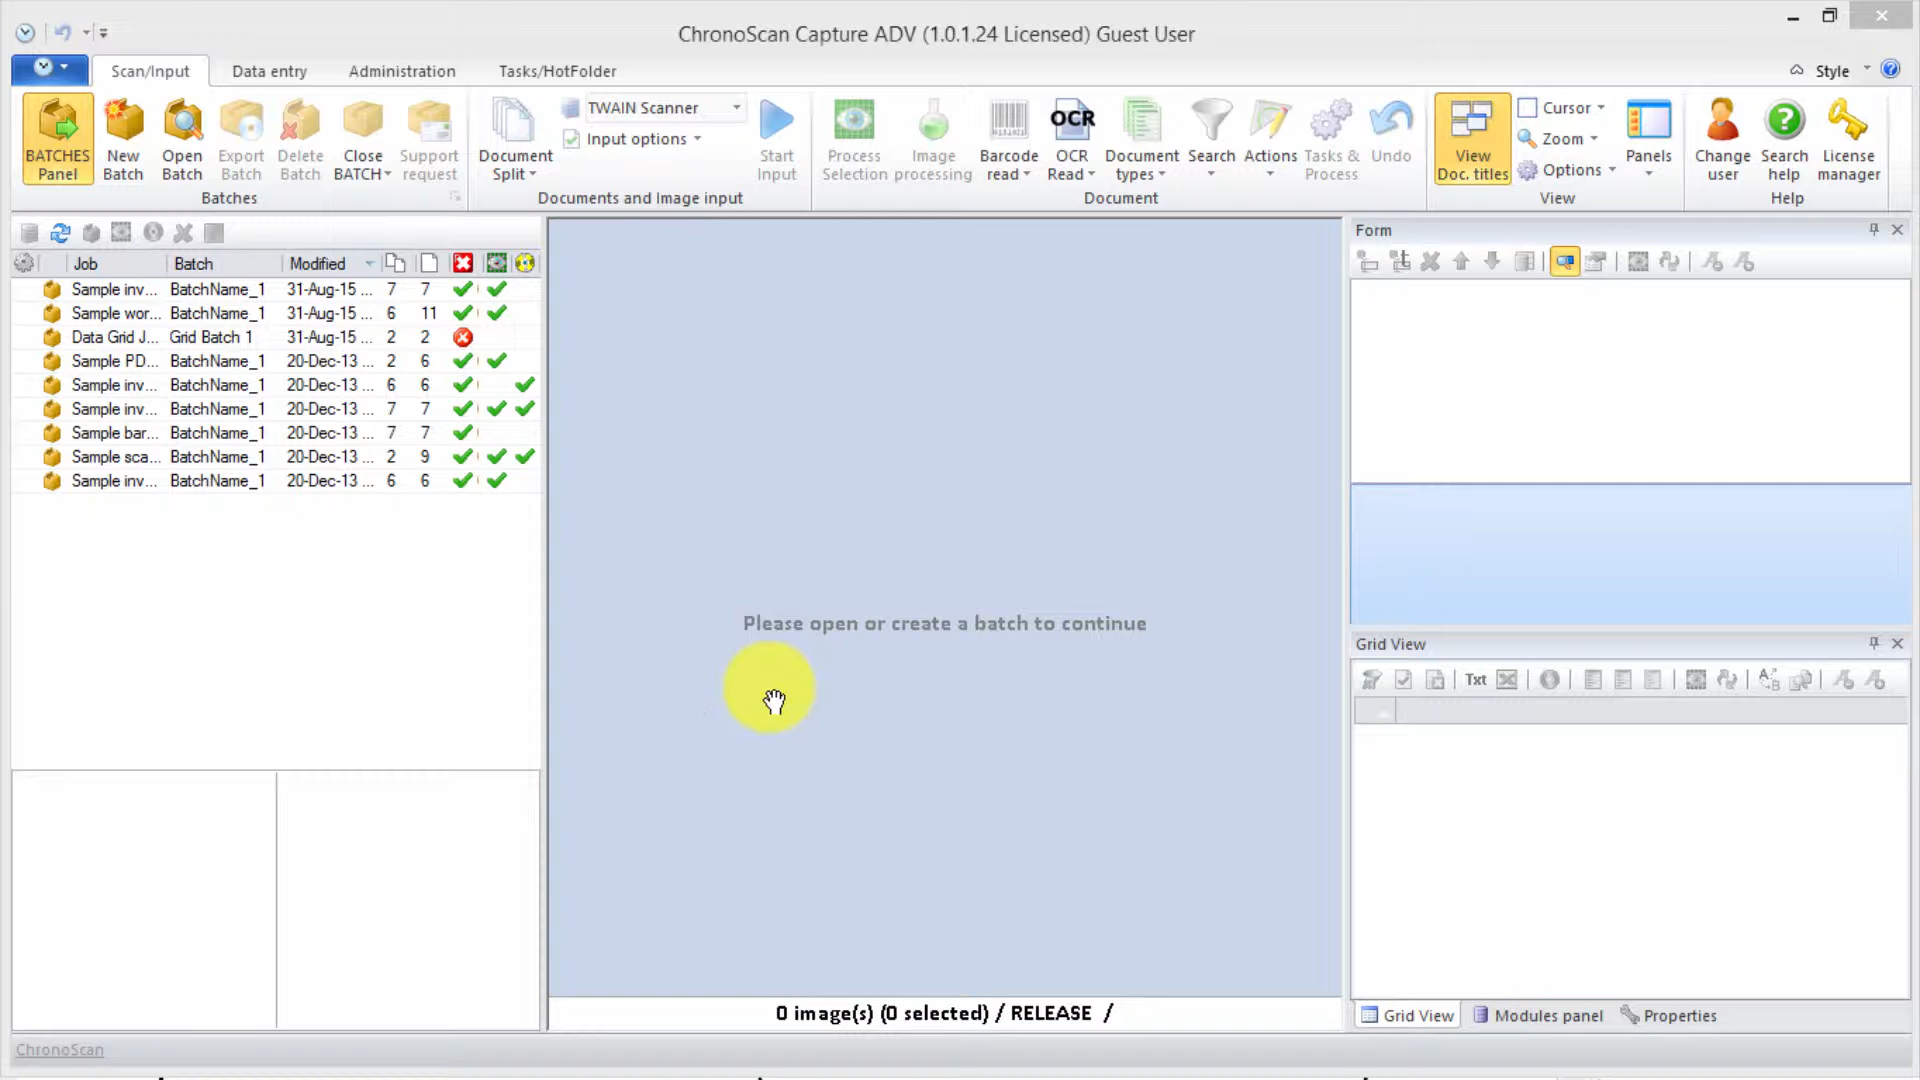 ChronoScan Capture ADV (1.0.1.24 Licensed) Guest User
Scan/Input Data entry Administration Tasks/HotFolder Style
BATCHES Panel
New Batch
Open Batch
Export Batch
Delete Batch
Close BATCH
Support request
Batches
Document Split
TWAIN Scanner
Input options
Start Input
Documents and Image input
Process Selection
Image processing
Barcode read
OCR
OCR Read
Document types
Search
Actions
Tasks & Process
Undo
Document
View Doc. titles
Cursor
Zoom
Options
Panels
View
Change user
Search help
License manager
Help
Job Batch Modified
Sample inv... BatchName_1 31-Aug-15 ... 7 7
Sample wor... BatchName_1 31-Aug-15 ... 6 11
Data Grid J... Grid Batch 1 31-Aug-15 ... 2 2
Sample PD... BatchName_1 20-Dec-13 ... 2 6
Sample inv... BatchName_1 20-Dec-13 ... 6 6
Sample inv... BatchName_1 20-Dec-13 ... 7 7
Sample bar... BatchName_1 20-Dec-13 ... 7 7
Sample sca... BatchName_1 20-Dec-13 ... 2 9
Sample inv... BatchName_1 20-Dec-13 ... 6 6
Please open or create a batch to continue
0 image(s) (0 selected) / RELEASE /
Form
Grid View
Txt
Grid View Modules panel Properties
ChronoScan